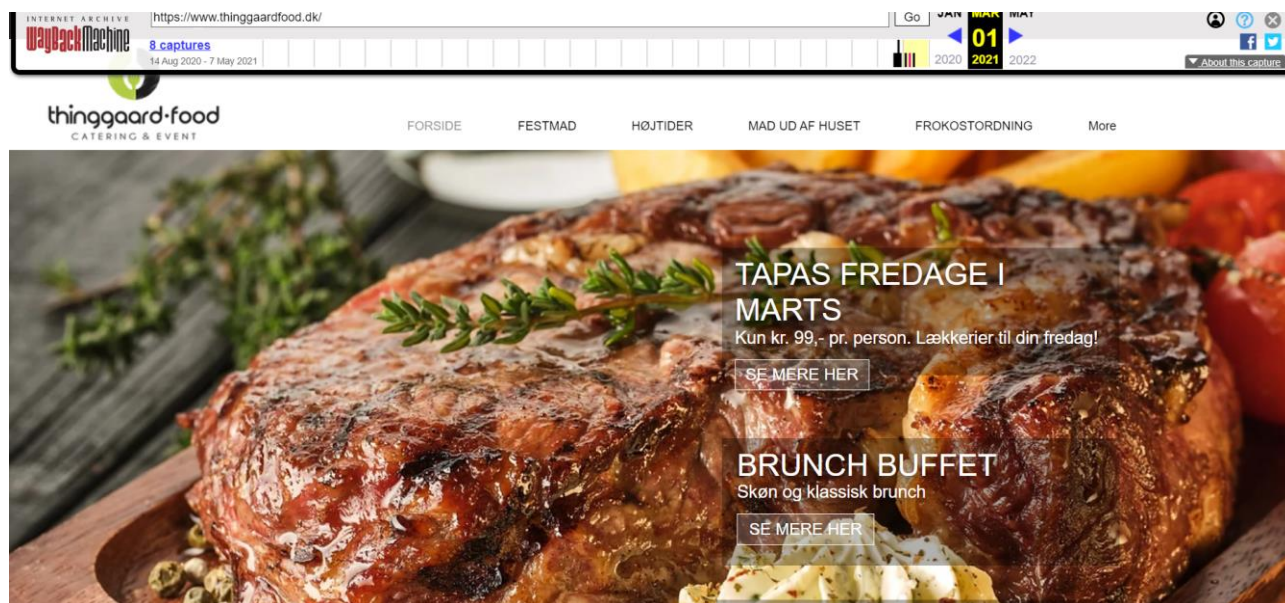 INTERNET ARCHIVE
WayBackMachine
https://www.thinggaardfood.dk/
Go
JAN MAR MAY
8 captures
01
14 Aug 2020 - 7 May 2021
2020 2021 2022
▼ About this capture
thinggaard·food
CATERING & EVENT
FORSIDE FESTMAD HØJTIDER MAD UD AF HUSET FROKOSTORDNING More
TAPAS FREDAGE I
MARTS
Kun kr. 99,- pr. person. Lækkerier til din fredag!
SE MERE HER
BRUNCH BUFFET
Skøn og klassisk brunch
SE MERE HER